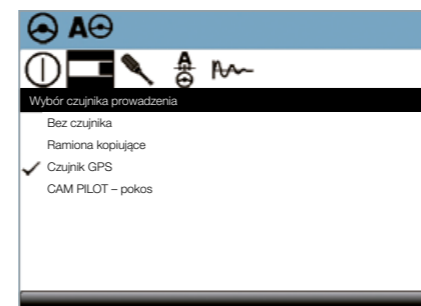 A
A
Wybór czujnika prowadzenia
Bez czujnika
Ramiona kopiujące
Czujnik GPS
CAM PILOT – pokos